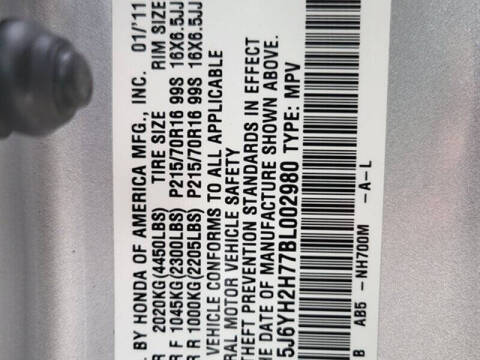 . BY HONDA OF AMERICA MFG., INC. 01/'11
R 2020KG(4450LBS) TIRE SIZE RIM SIZE
R F 1045KG(2300LBS) P215/70R16 99S 16X6.5JJ
R R 1000KG(2205LBS) P215/70R16 99S 16X6.5JJ
VEHICLE CONFORMS TO ALL APPLICABLE
RAL MOTOR VEHICLE SAFETY
THEFT PREVENTION STANDARDS IN EFFECT
E DATE OF MANUFACTURE SHOWN ABOVE.
5J6YH2H77BL002980 TYPE: MPV
B AB5 -NH700M -A-L